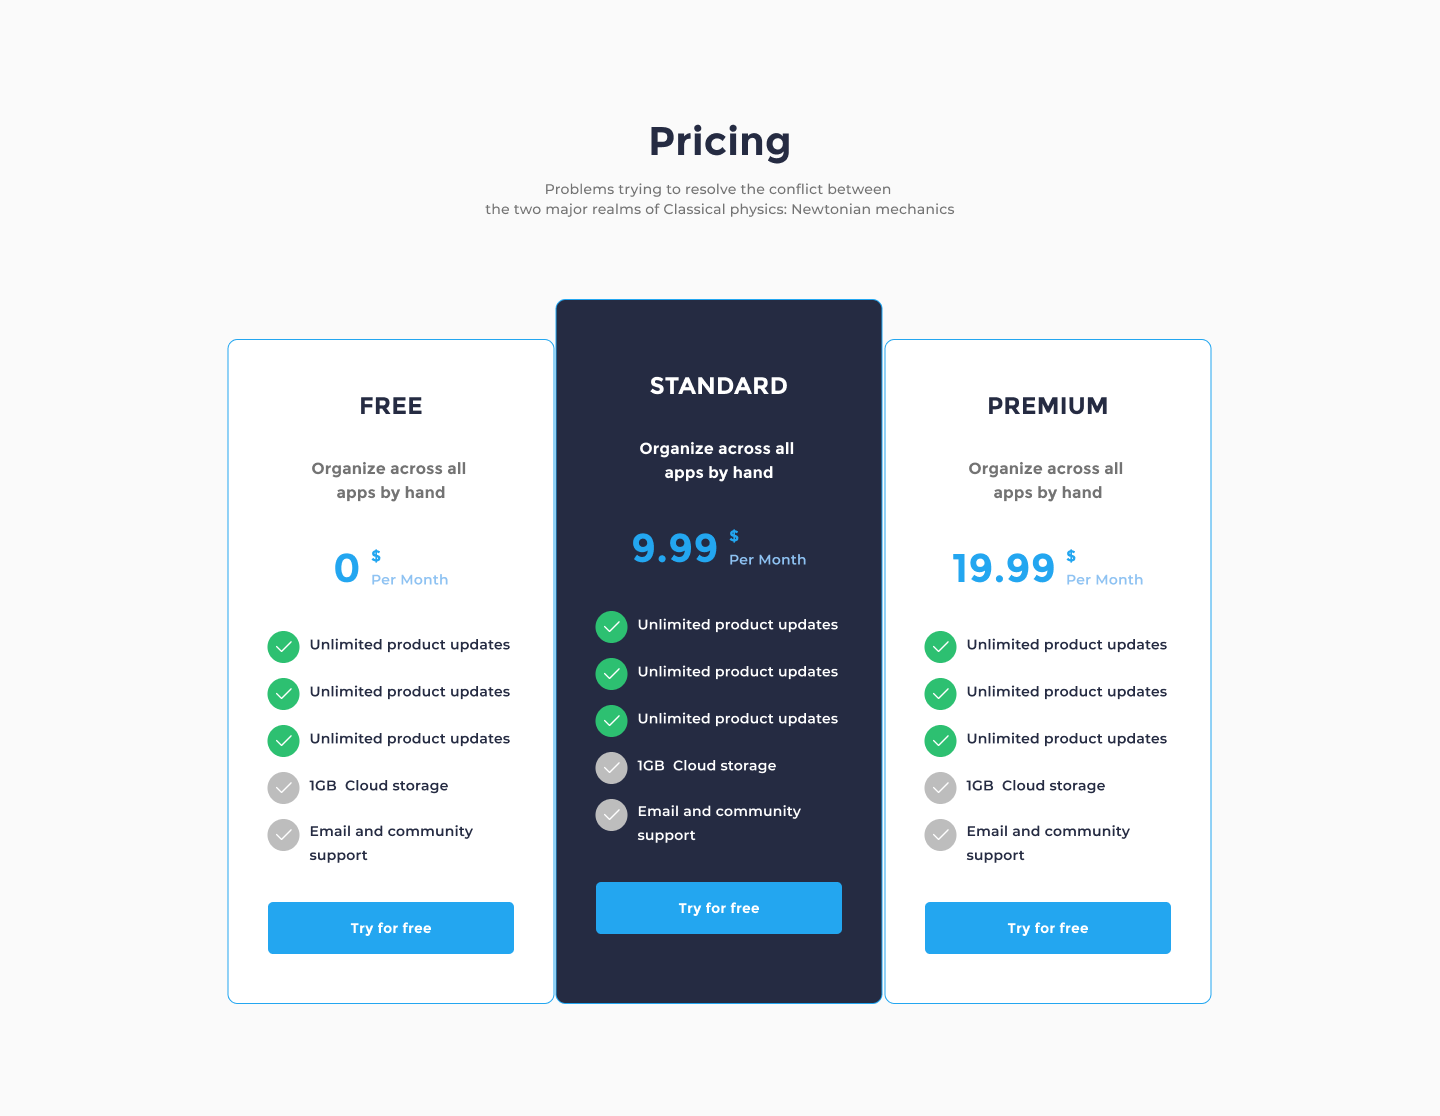 Pricing
Problems trying to resolve the conflict between
the two major realms of Classical physics: Newtonian mechanics
FREE
Organize across all
apps by hand
0 $
Per Month
Unlimited product updates
Unlimited product updates
Unlimited product updates
1GB  Cloud storage
Email and community
support
Try for free
STANDARD
Organize across all
apps by hand
9.99 $
Per Month
Unlimited product updates
Unlimited product updates
Unlimited product updates
1GB  Cloud storage
Email and community
support
Try for free
PREMIUM
Organize across all
apps by hand
19.99 $
Per Month
Unlimited product updates
Unlimited product updates
Unlimited product updates
1GB  Cloud storage
Email and community
support
Try for free